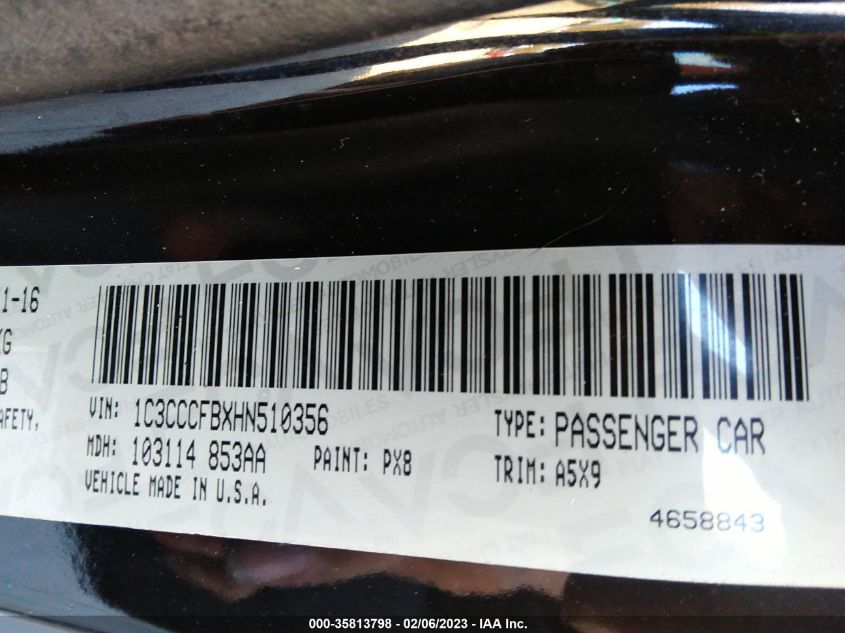 1-16
KG
B
AFETY,
VIN: 1C3CCCFBXHN510356
TYPE: PASSENGER CAR
MDH: 103114 853AA
PAINT: PX8
TRIM: A5X9
VEHICLE MADE IN U.S.A.
4658843
000-35813798 - 02/06/2023 - IAA Inc.